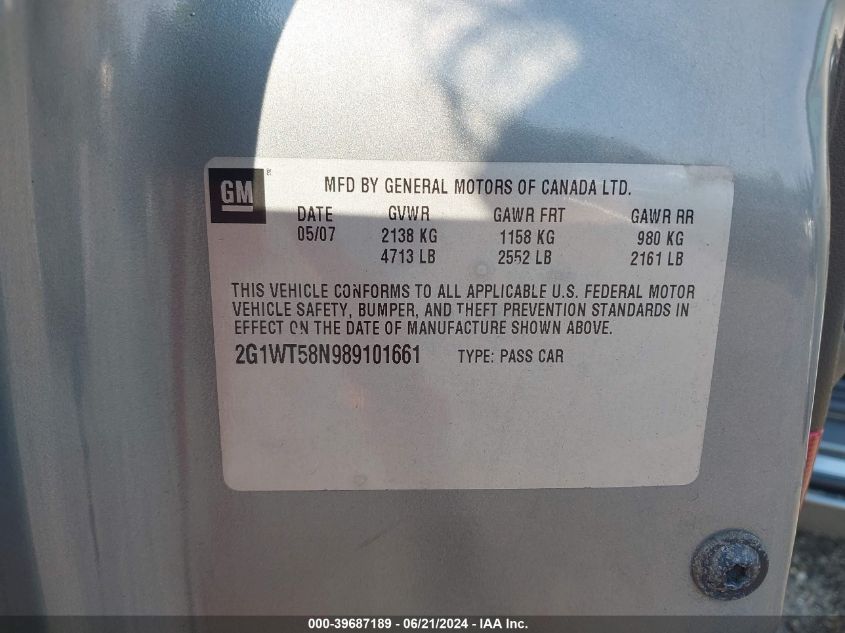 GM
MFD BY GENERAL MOTORS OF CANADA LTD.
DATE GVWR GAWR FRT GAWR RR
05/07 2138 KG 1158 KG 980 KG
4713 LB 2552 LB 2161 LB
THIS VEHICLE CONFORMS TO ALL APPLICABLE U.S. FEDERAL MOTOR
VEHICLE SAFETY, BUMPER, AND THEFT PREVENTION STANDARDS IN
EFFECT ON THE DATE OF MANUFACTURE SHOWN ABOVE.
2G1WT58N989101661 TYPE: PASS CAR
000-39687189 - 06/21/2024 - IAA Inc.